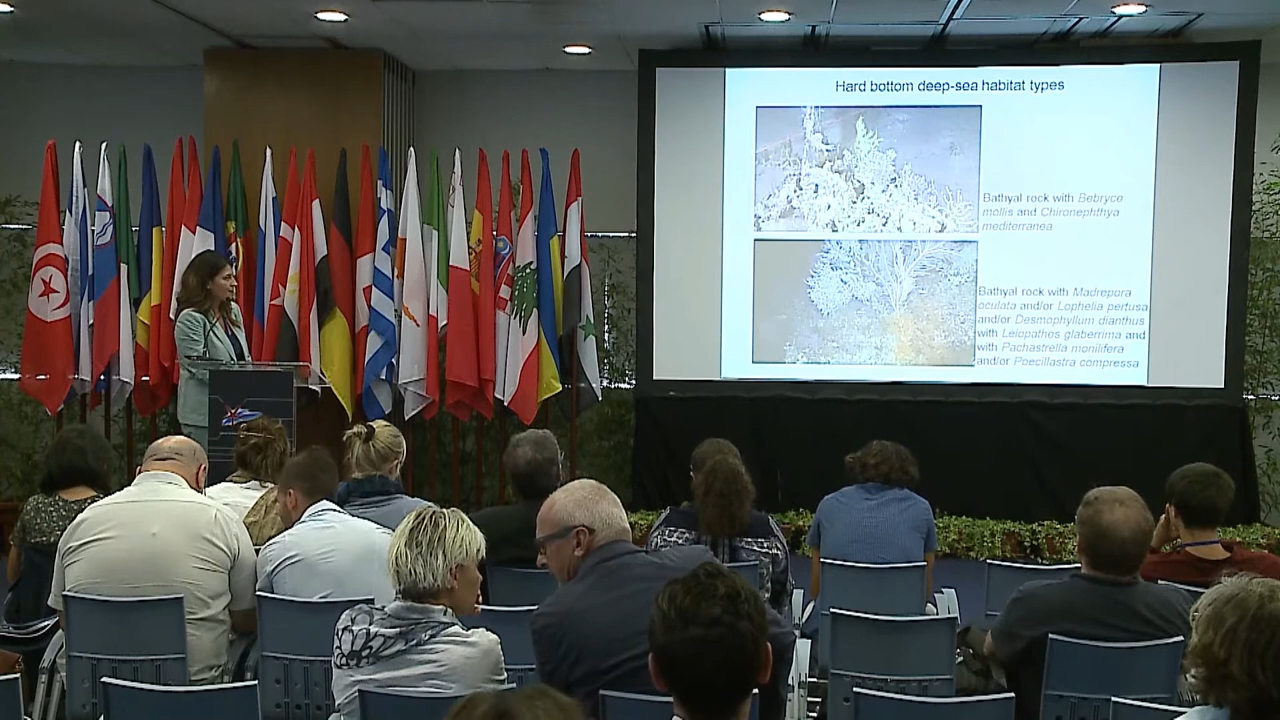 Hard bottom deep-sea habitat types
Bathyal rock with Bebryce
mollis and Chironephthya
mediterranea
Bathyal rock with Madrepora
oculata and/or Lophelia pertusa
and/or Desmophyllum dianthus
with Leiopathes glaberrima and
with Pachastrella monilifera
and/or Poecillastra compressa